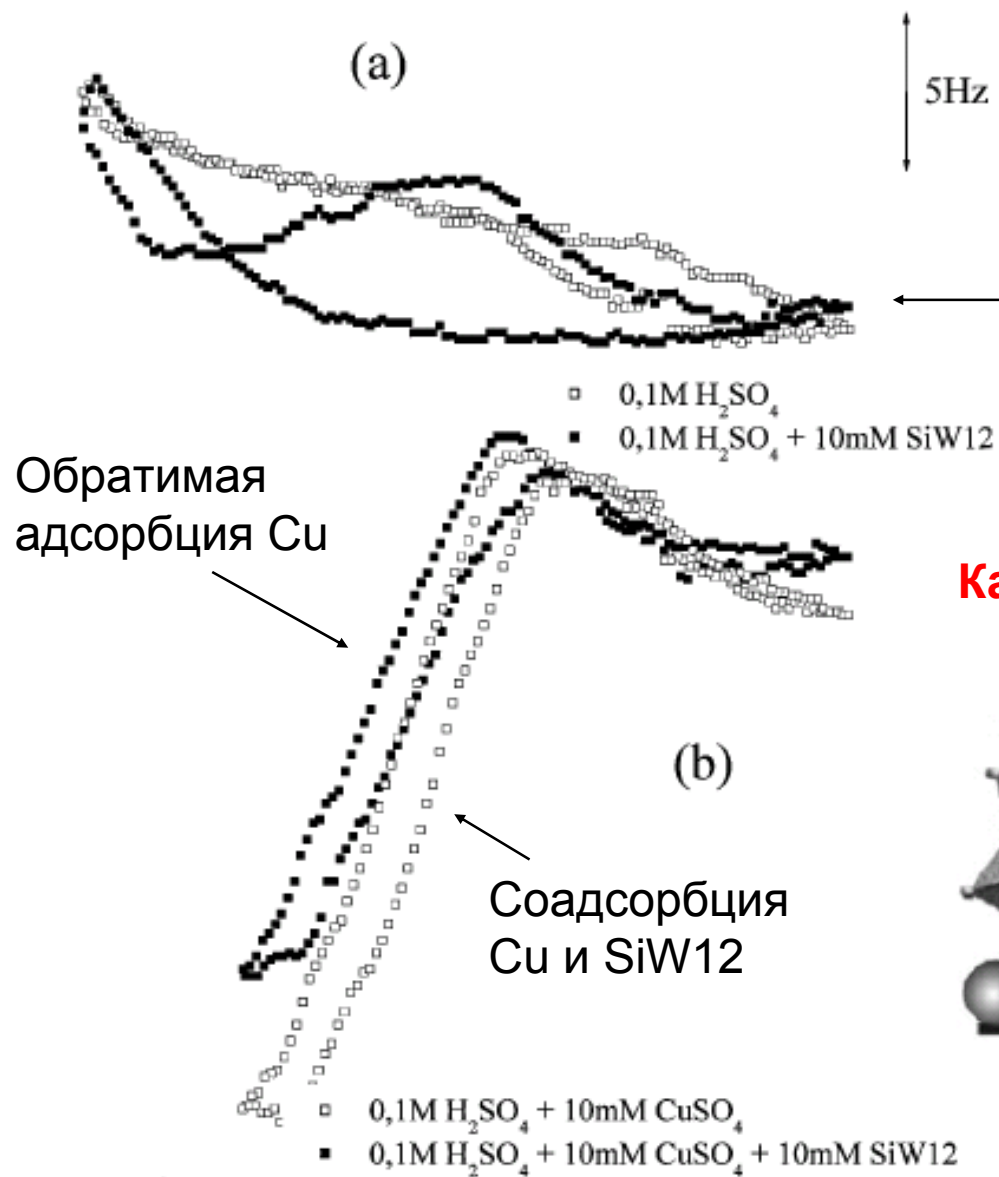 (a)
5Hz
0,1M H₂SO₄
0,1M H₂SO₄ + 10mM SiW12
Обратимая
адсорбция Cu
Ка
(b)
Соадсорбция
Cu и SiW12
0,1M H₂SO₄ + 10mM CuSO₄
0,1M H₂SO₄ + 10mM CuSO₄ + 10mM SiW12